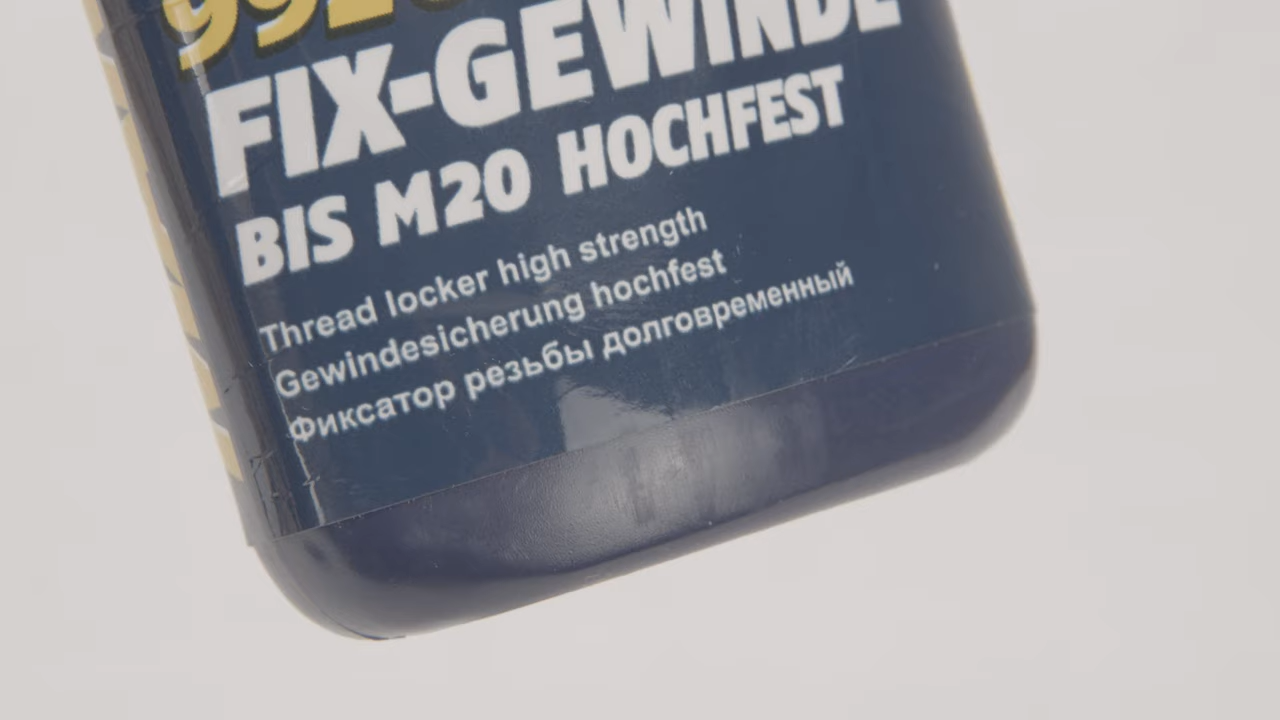 FIX-GEWINDE
BIS M20 HOCHFEST
Thread locker high strength
Gewindesicherung hochfest
Фиксатор резьбы долговременный